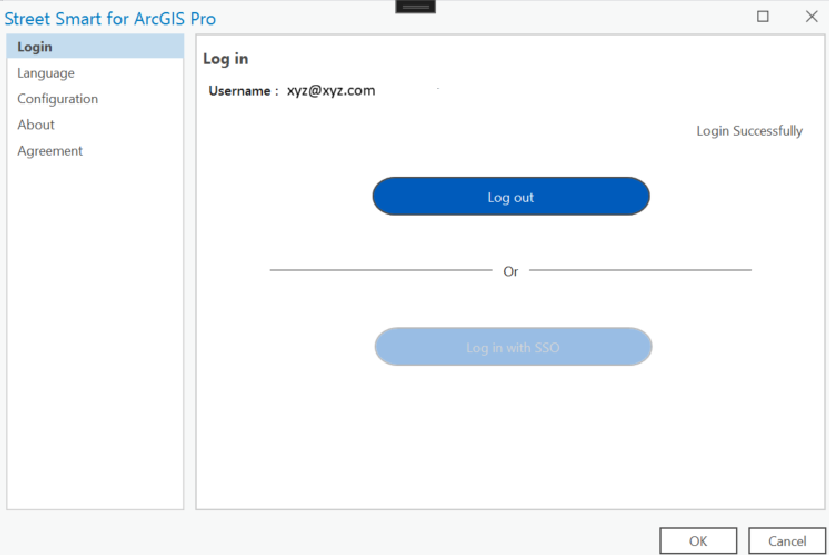 Street Smart for ArcGIS Pro
Login
Language
Configuration
About
Agreement
Log in
Username : xyz@xyz.com
Login Successfully
Log out
Or
Log in with SSO
OK
Cancel